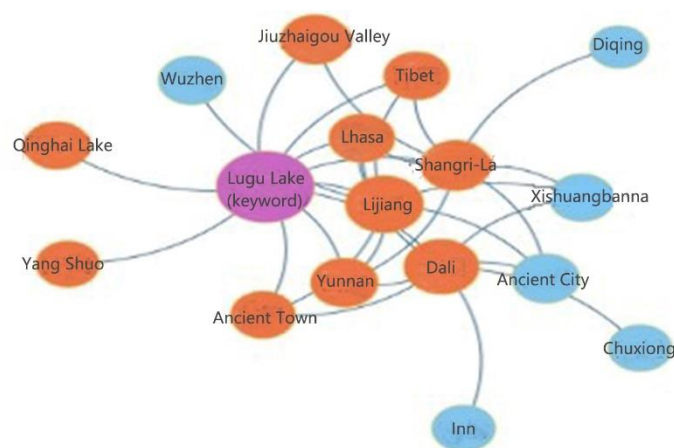 Jiuzhaigou Valley
Diqing
Wuzhen
Tibet
Lhasa
Qinghai Lake
Shangri-La
Lugu Lake
(keyword)
Xishuangbanna
Lijiang
Yang Shuo
Yunnan
Dali
Ancient City
Ancient Town
Chuxiong
Inn